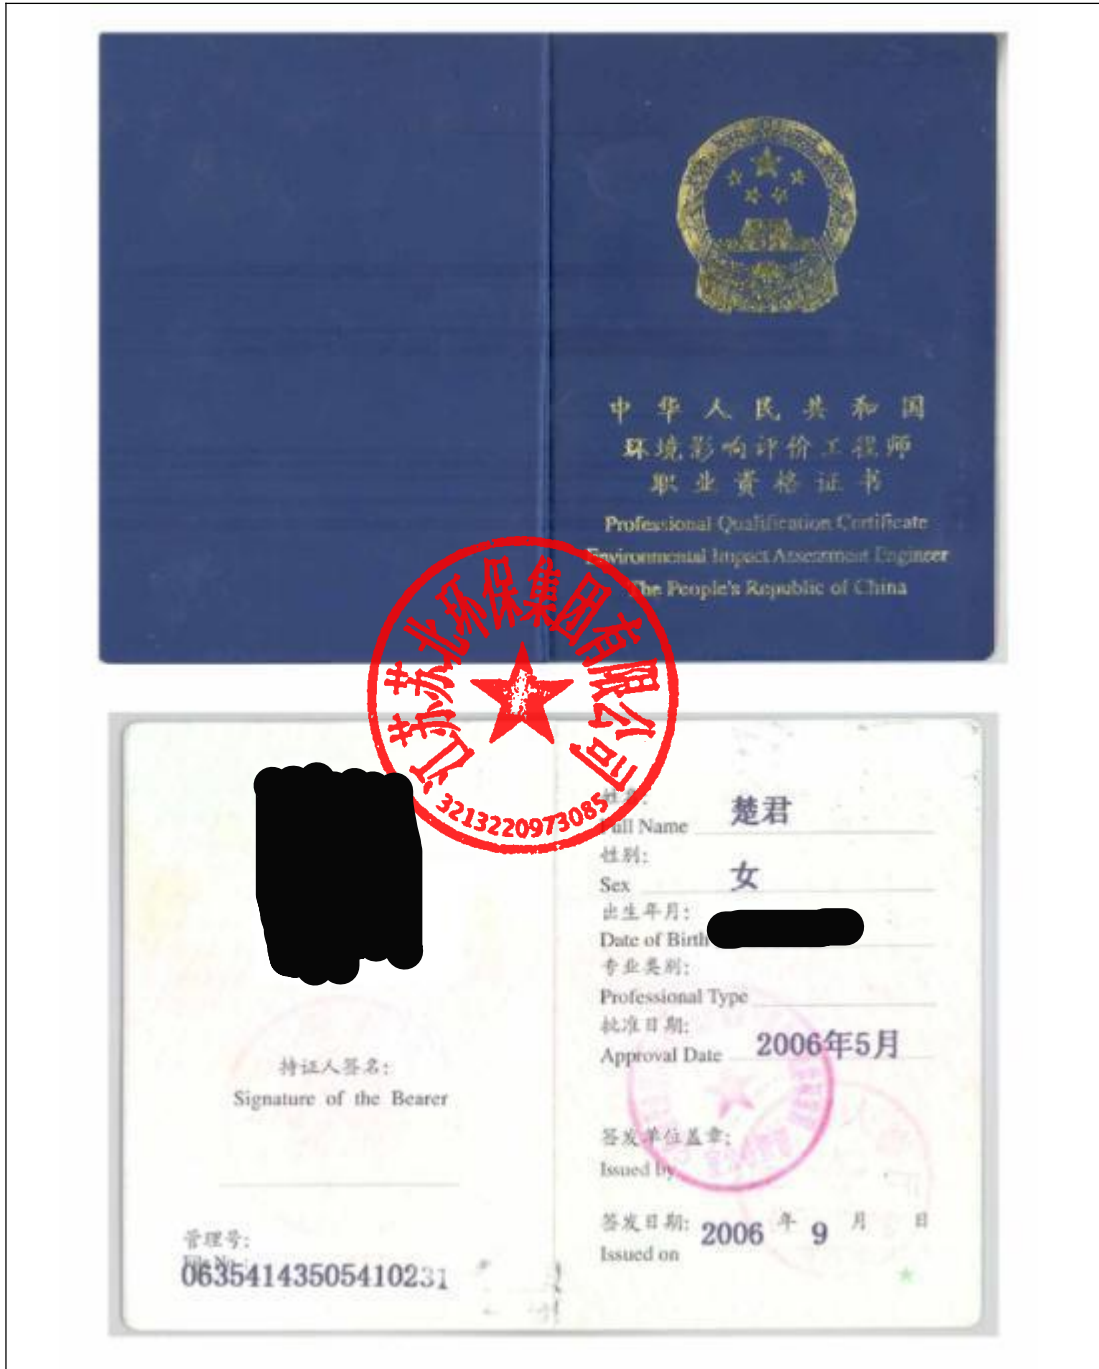 中华人民共和国
环境影响评价工程师
职业资格证书
Professional Qualification Certificate
Environmental Impact Assessment Engineer
The People's Republic of China
江苏苏北环保集团有限公司
3213220973085
姓名:
Full Name 楚君
性别:
Sex 女
出生年月:
Date of Birth
专业类别:
Professional Type
批准日期:
Approval Date 2006年5月
持证人签名:
Signature of the Bearer
签发单位盖章:
Issued by
签发日期: 2006 年 9 月 日
Issued on
管理号:
File No.:
06354143505410231